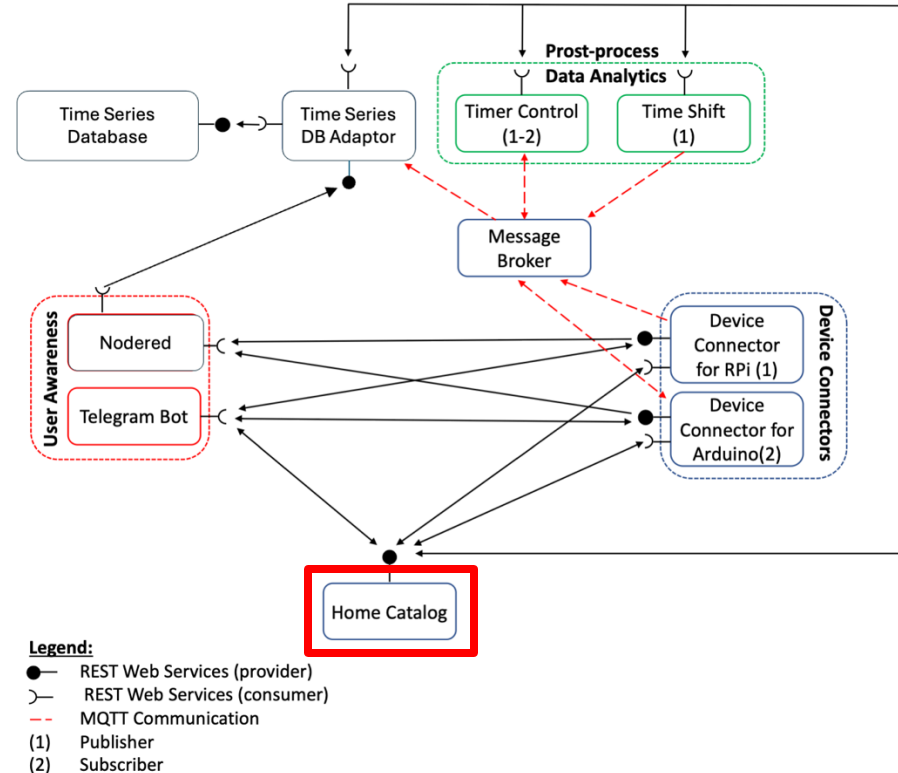 Prost-process
Data Analytics
Time Series
Database
Time Series
DB Adaptor
Timer Control
(1-2)
Time Shift
(1)
Message
Broker
User Awareness
Nodered
Telegram Bot
Device
Connector
for RPi (1)
Device
Connector for
Arduino(2)
Device Connectors
Home Catalog
Legend:
REST Web Services (provider)
REST Web Services (consumer)
MQTT Communication
(1) Publisher
(2) Subscriber